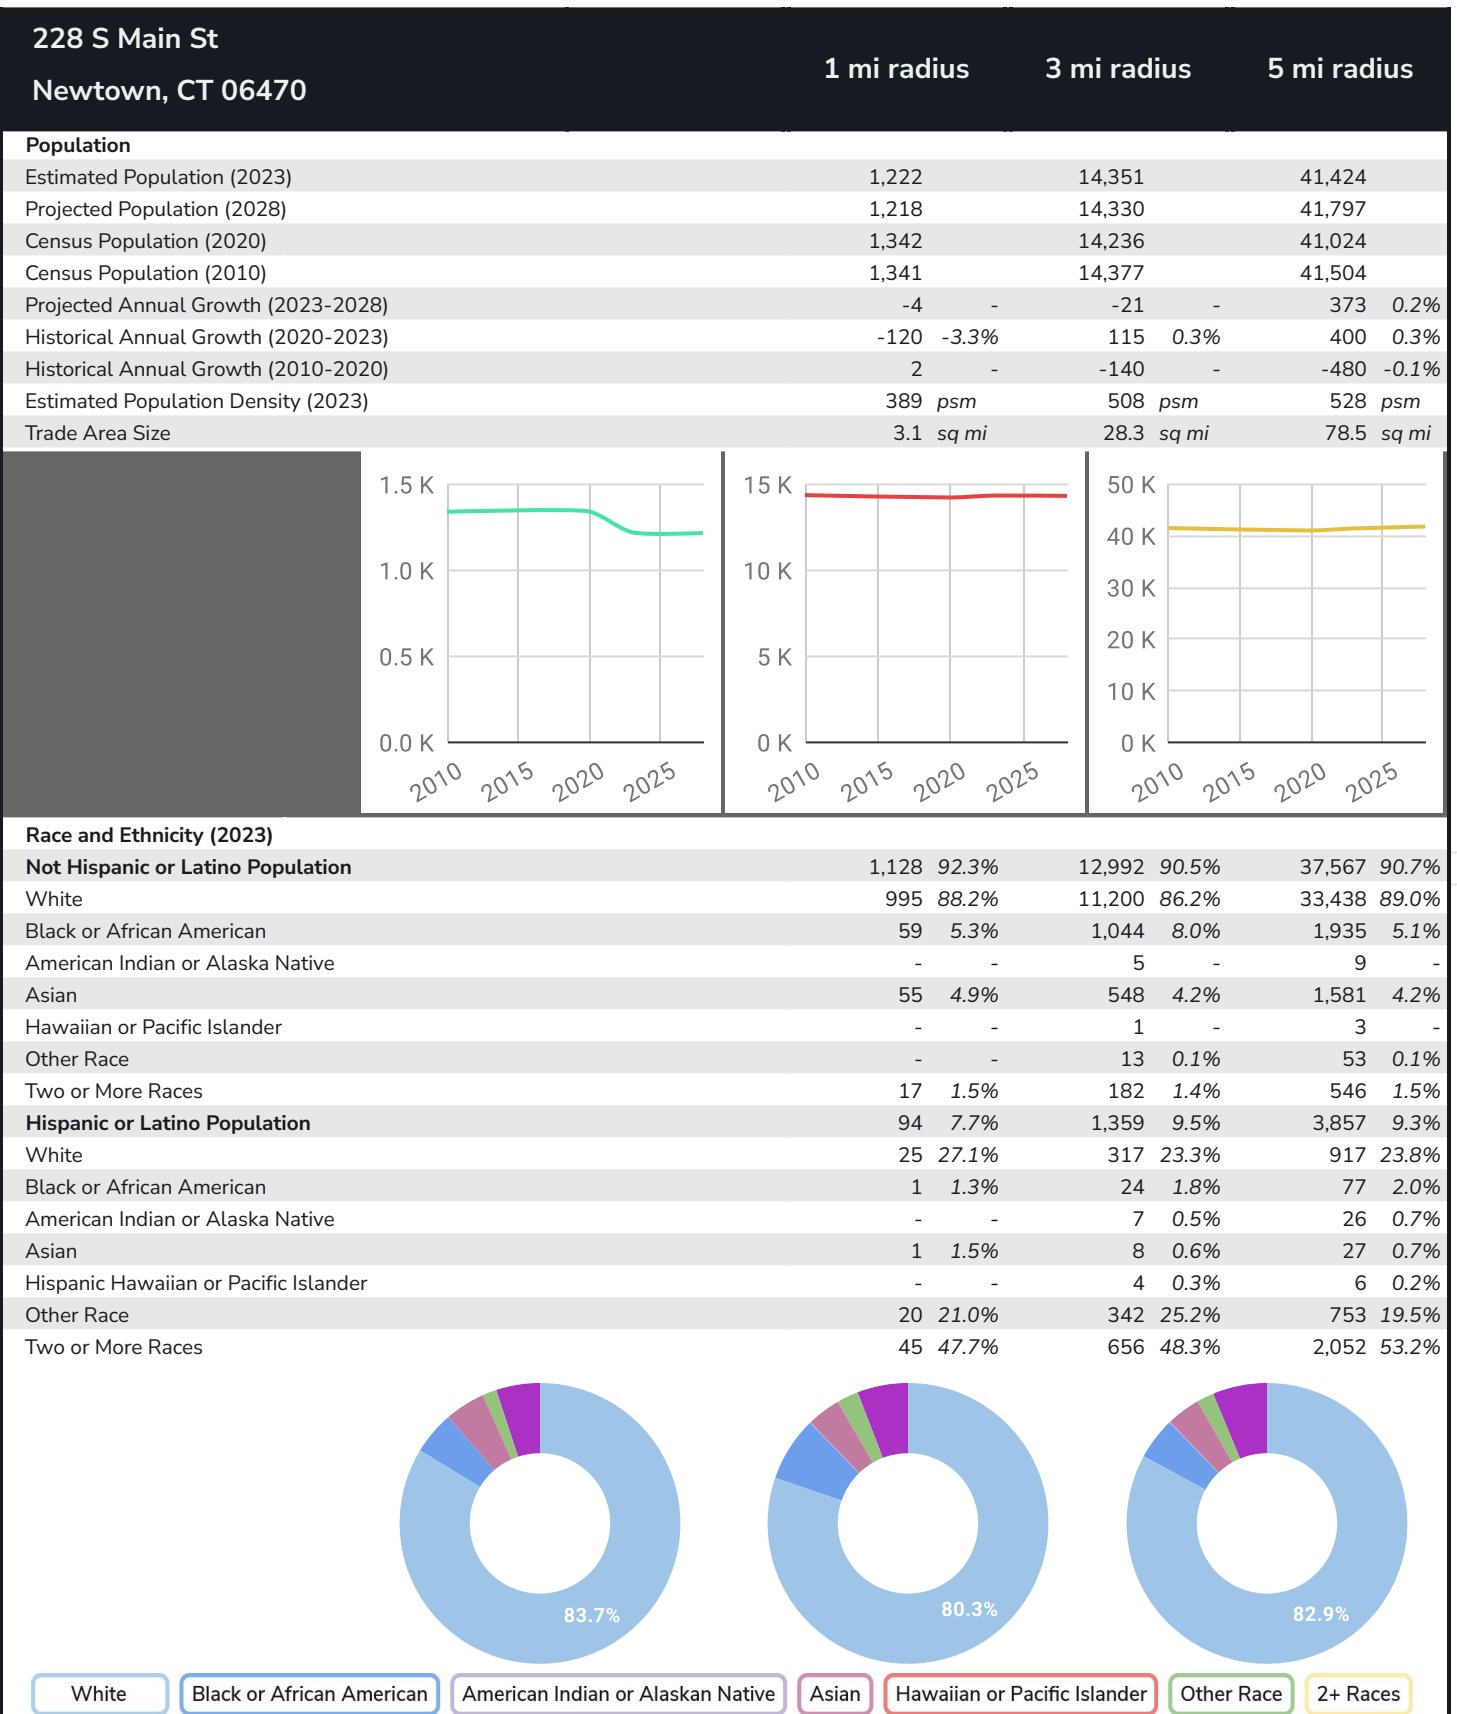 228 S Main St
Newtown, CT 06470
1 mi radius 3 mi radius 5 mi radius
Population
Estimated Population (2023) 1,222 14,351 41,424
Projected Population (2028) 1,218 14,330 41,797
Census Population (2020) 1,342 14,236 41,024
Census Population (2010) 1,341 14,377 41,504
Projected Annual Growth (2023-2028) -4 - -21 - 373 0.2%
Historical Annual Growth (2020-2023) -120 -3.3% 115 0.3% 400 0.3%
Historical Annual Growth (2010-2020) 2 - -140 - -480 -0.1%
Estimated Population Density (2023) 389 psm 508 psm 528 psm
Trade Area Size 3.1 sq mi 28.3 sq mi 78.5 sq mi
1.5 K
1.0 K
0.5 K
0.0 K
2010 2015 2020 2025
15 K
10 K
5 K
0 K
2010 2015 2020 2025
50 K
40 K
30 K
20 K
10 K
0 K
2010 2015 2020 2025
Race and Ethnicity (2023)
Not Hispanic or Latino Population 1,128 92.3% 12,992 90.5% 37,567 90.7%
White 995 88.2% 11,200 86.2% 33,438 89.0%
Black or African American 59 5.3% 1,044 8.0% 1,935 5.1%
American Indian or Alaska Native - - 5 - 9 -
Asian 55 4.9% 548 4.2% 1,581 4.2%
Hawaiian or Pacific Islander - - 1 - 3 -
Other Race - - 13 0.1% 53 0.1%
Two or More Races 17 1.5% 182 1.4% 546 1.5%
Hispanic or Latino Population 94 7.7% 1,359 9.5% 3,857 9.3%
White 25 27.1% 317 23.3% 917 23.8%
Black or African American 1 1.3% 24 1.8% 77 2.0%
American Indian or Alaska Native - - 7 0.5% 26 0.7%
Asian 1 1.5% 8 0.6% 27 0.7%
Hispanic Hawaiian or Pacific Islander - - 4 0.3% 6 0.2%
Other Race 20 21.0% 342 25.2% 753 19.5%
Two or More Races 45 47.7% 656 48.3% 2,052 53.2%
83.7% 80.3% 82.9%
White Black or African American American Indian or Alaskan Native Asian Hawaiian or Pacific Islander Other Race 2+ Races